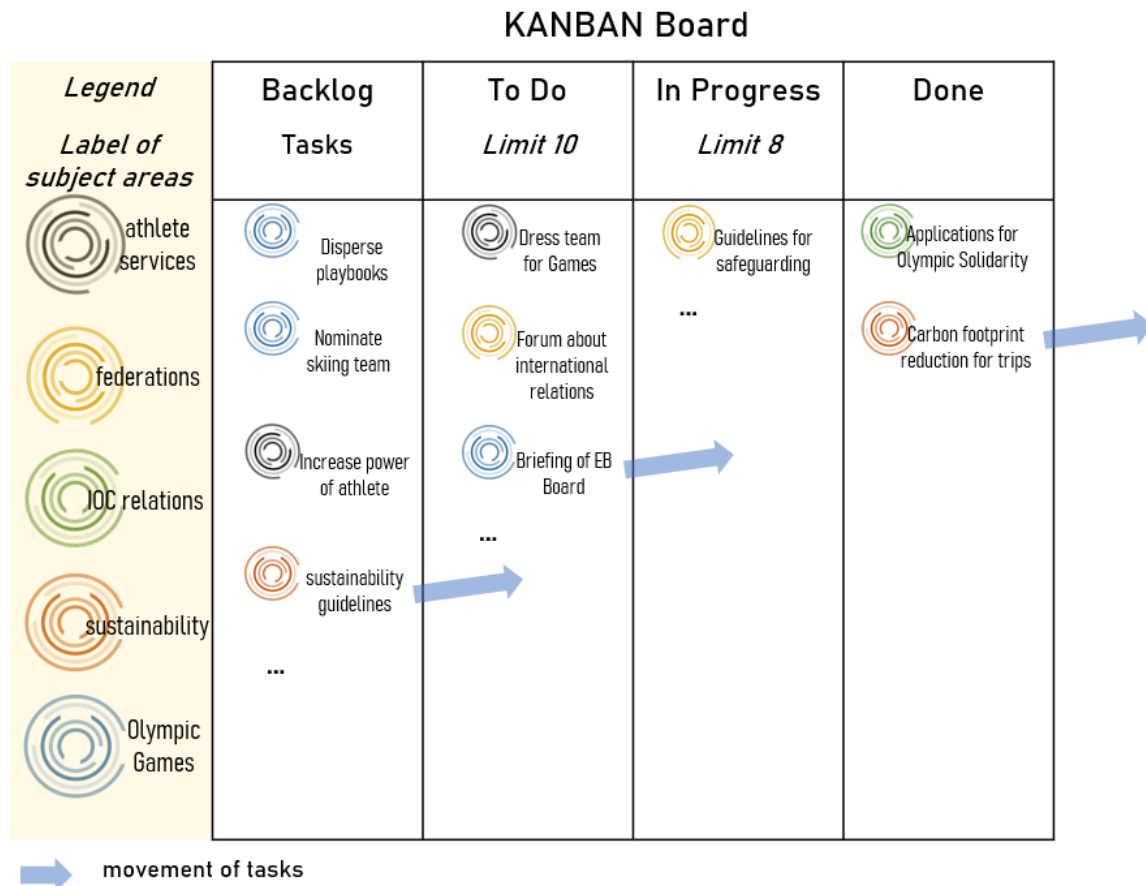 KANBAN Board
Legend
Label of
subject areas
athlete
services
federations
IOC relations
sustainability
Olympic
Games
Backlog
Tasks
Disperse
playbooks
Nominate
skiing team
Increase power
of athlete
sustainability
guidelines
...
To Do
Limit 10
Dress team
for Games
Forum about
international
relations
Briefing of EB
Board
...
In Progress
Limit 8
Guidelines for
safeguarding
...
Done
Applications for
Olympic Solidarity
Carbon footprint
reduction for trips
movement of tasks